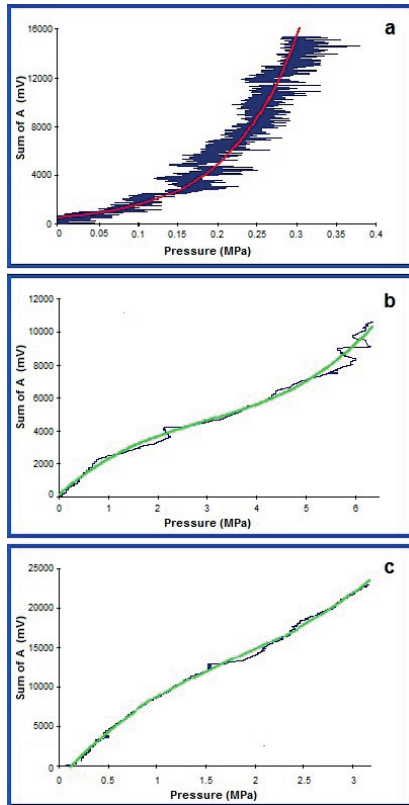 a
16000
12000
8000
4000
0
Sum of A (mV)
0 0.05 0.1 0.15 0.2 0.25 0.3 0.35 0.4
Pressure (MPa)
b
12000
10000
8000
6000
4000
2000
0
Sum of A (mV)
0 1 2 3 4 5 6
Pressure (MPa)
c
25000
20000
15000
10000
5000
0
Sum of A (mV)
0 0.5 1 1.5 2 2.5 3
Pressure (MPa)